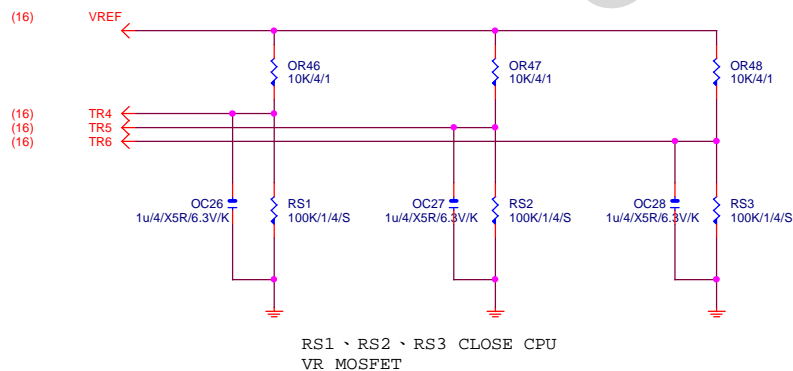 (16) VREF
OR46
10K/4/1
OR47
10K/4/1
OR48
10K/4/1
(16) TR4
(16) TR5
(16) TR6
OC26
1u/4/X5R/6.3V/K
RS1
100K/1/4/S
OC27
1u/4/X5R/6.3V/K
RS2
100K/1/4/S
OC28
1u/4/X5R/6.3V/K
RS3
100K/1/4/S
RS1、RS2、RS3 CLOSE CPU
VR MOSFET